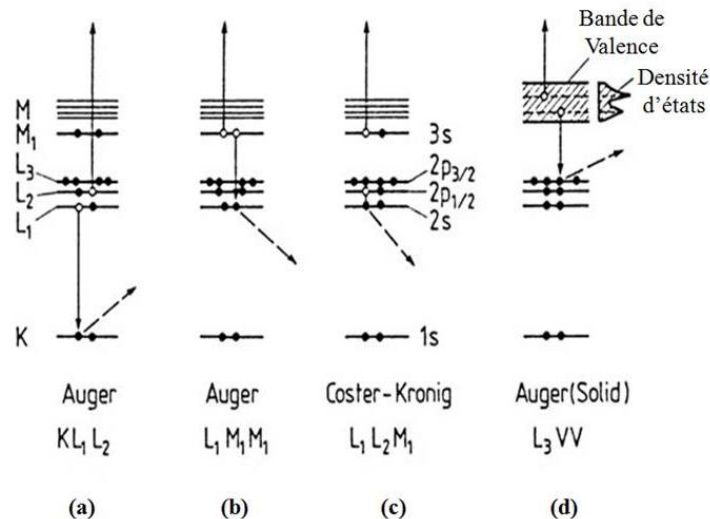 Bande de
Valence
Densité
d'états
M
M₁
3s
L₃
2p₃/₂
L₂
2p₁/₂
L₁
2s
K
1s
Auger
Auger
Coster-Kronig
Auger(Solid)
KL₁L₂
L₁M₁M₁
L₁L₂M₁
L₃VV
(a)
(b)
(c)
(d)